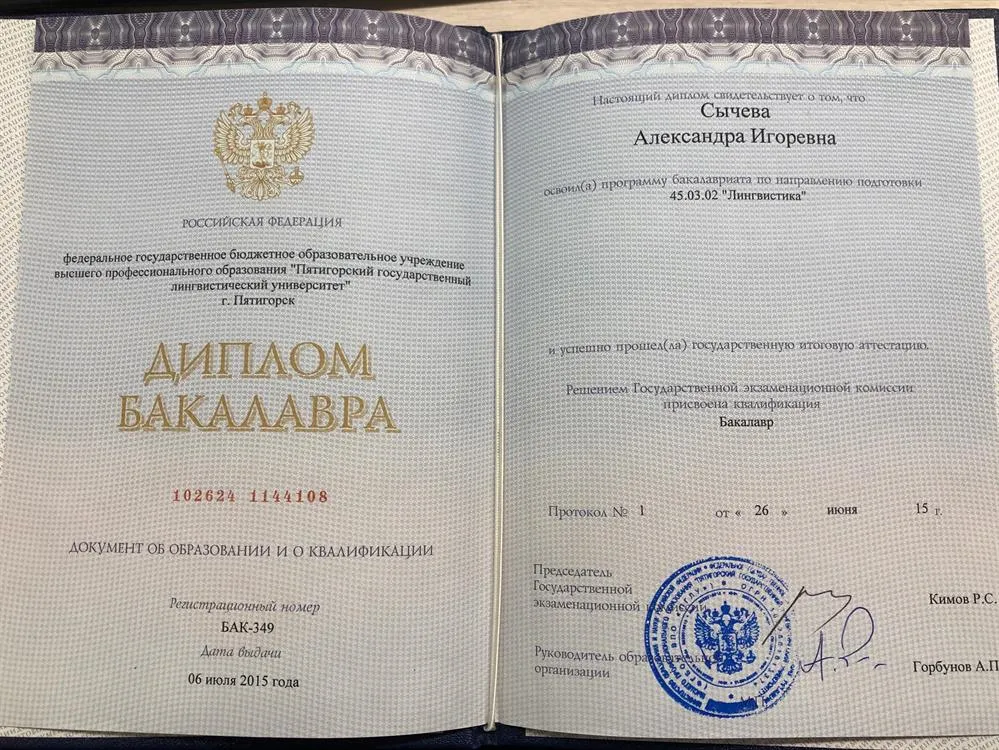 РОССИЙСКАЯ ФЕДЕРАЦИЯ
федеральное государственное бюджетное образовательное учреждение
высшего профессионального образования "Пятигорский государственный
лингвистический университет"
г. Пятигорск
ДИПЛОМ
БАКАЛАВРА
102624 1144108
ДОКУМЕНТ ОБ ОБРАЗОВАНИИ И О КВАЛИФИКАЦИИ
Регистрационный номер
БАК-349
Дата выдачи
06 июля 2015 года
Настоящий диплом свидетельствует о том, что
Сычева
Александра Игоревна
освоил(а) программу бакалавриата по направлению подготовки
45.03.02 "Лингвистика"
и успешно прошел(ла) государственную итоговую аттестацию.
Решением Государственной экзаменационной комиссии
присвоена квалификация
Бакалавр
Протокол № 1 от « 26 » июня 15 г.
Председатель
Государственной
экзаменационной комиссии
Кимов Р.С.
Руководитель образовательной
организации
Горбунов А.П